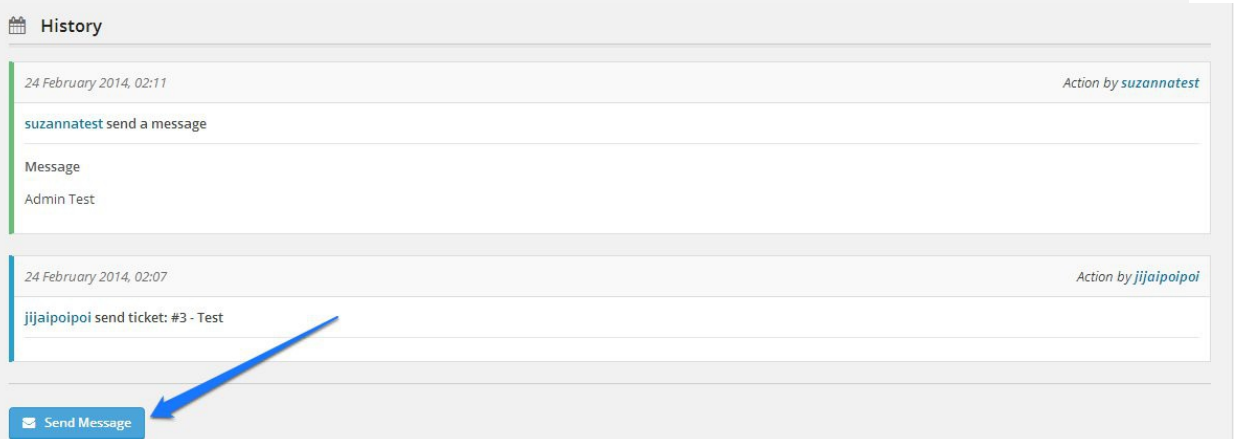 History
24 February 2014, 02:11 Action by suzannatest
suzannatest send a message
Message
Admin Test
24 February 2014, 02:07 Action by jijaipoipoi
jijaipoipoi send ticket: #3 - Test
Send Message